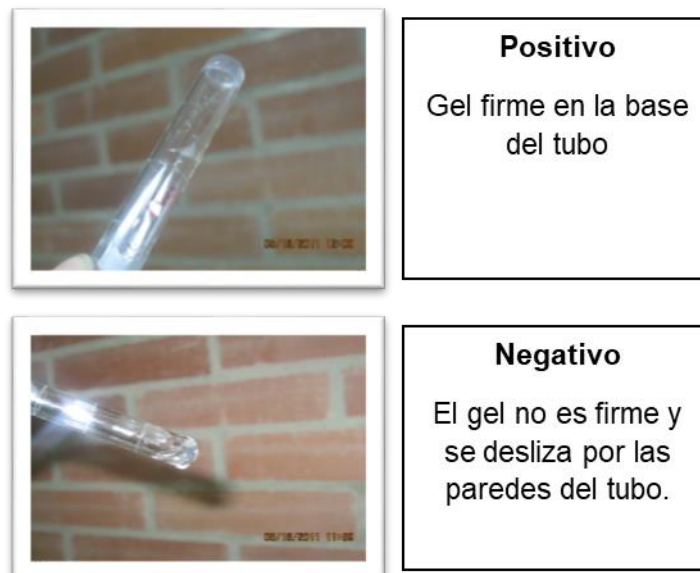 Positivo
Gel firme en la base
del tubo
Negativo
El gel no es firme y
se desliza por las
paredes del tubo.